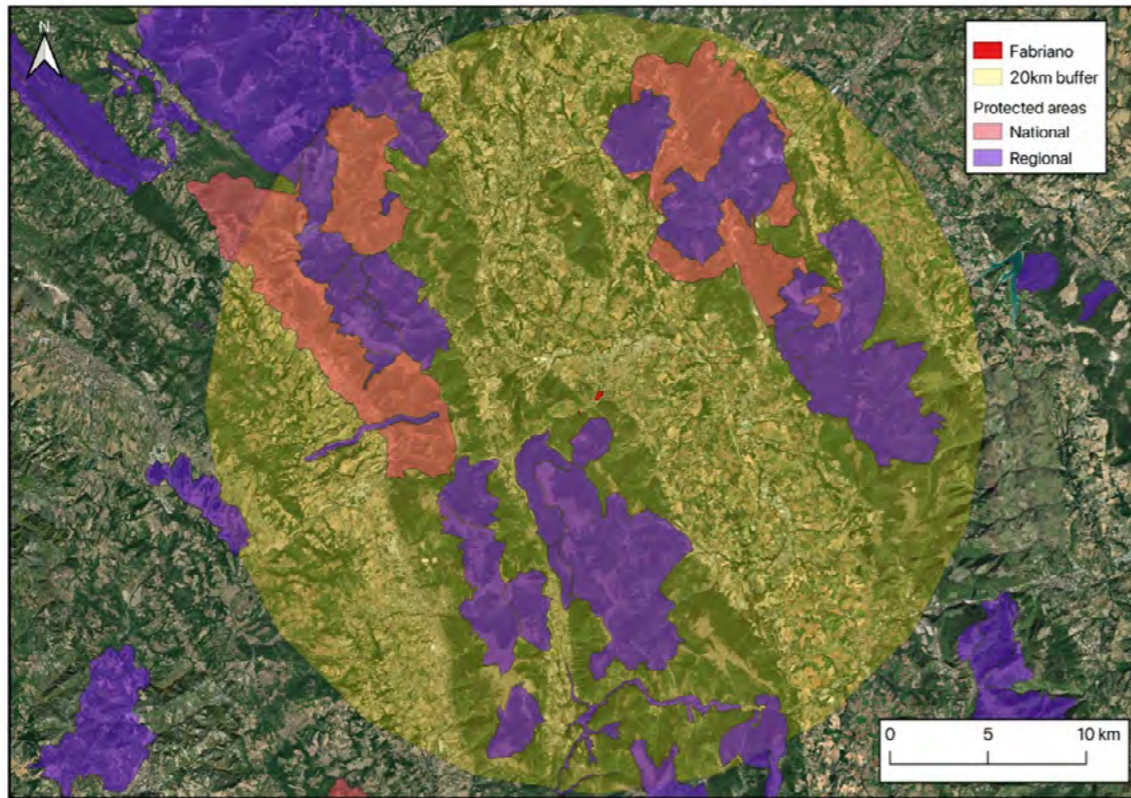 N
Fabriano
20km buffer
Protected areas
National
Regional
0 5 10 km